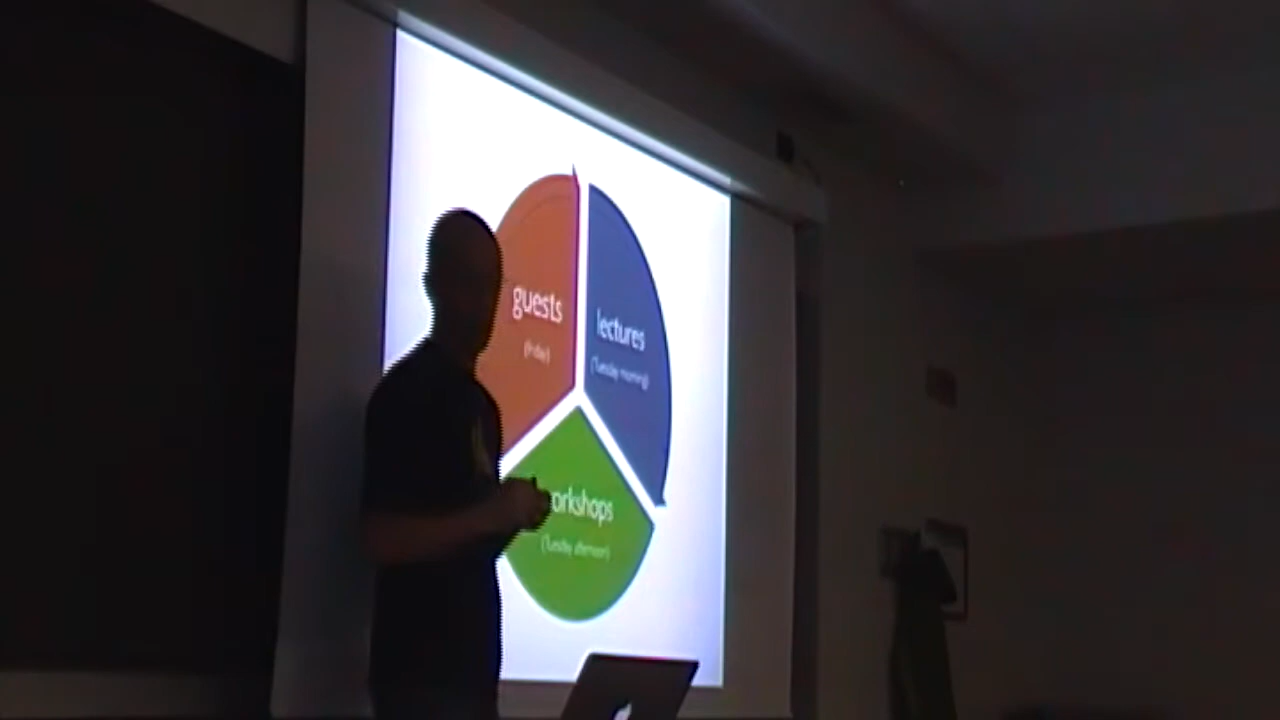 guests
(Friday)
lectures
(Tuesday morning)
orkshops
(Tuesday afternoon)